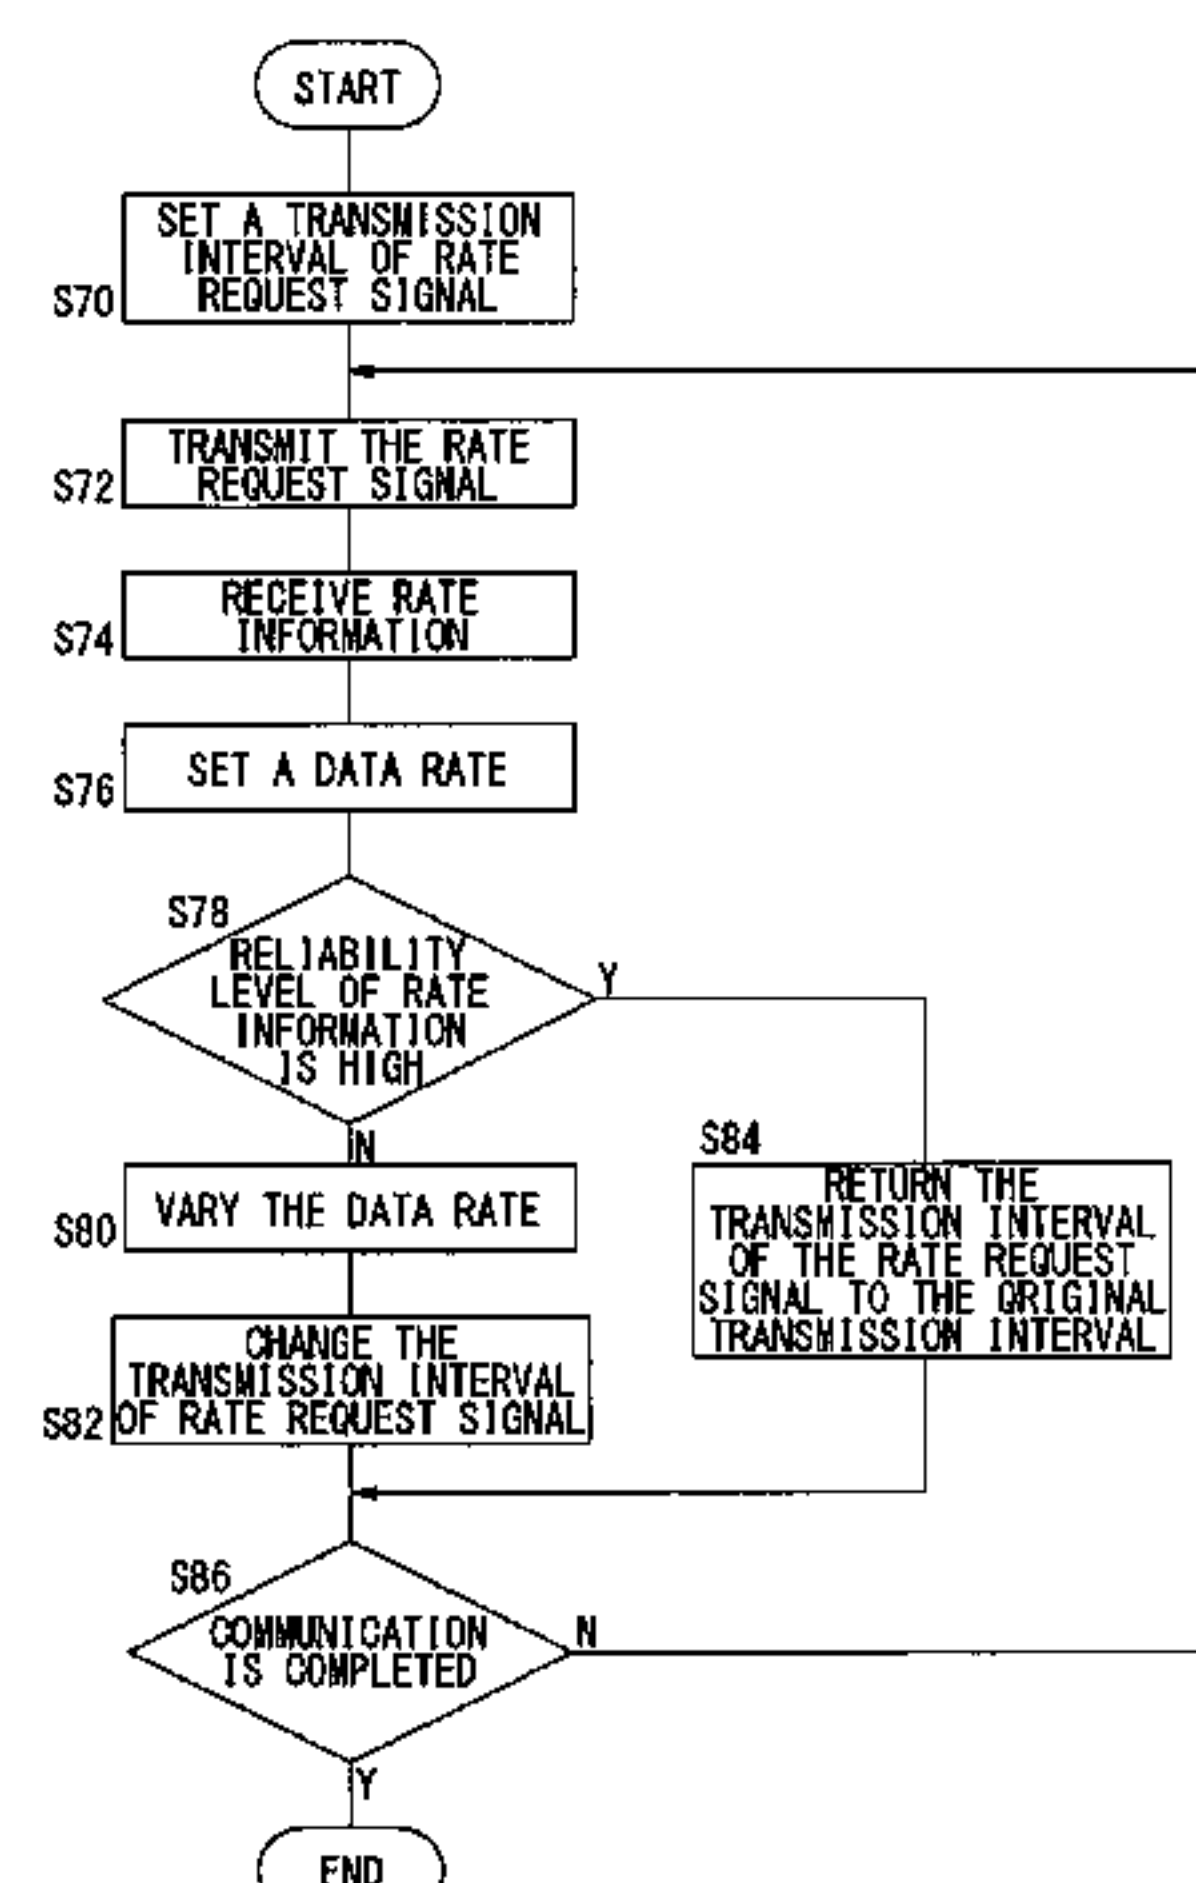 START
SET A TRANSMISSION
INTERVAL OF RATE
REQUEST SIGNAL
S70
TRANSMIT THE RATE
REQUEST SIGNAL
S72
RECEIVE RATE
INFORMATION
S74
SET A DATA RATE
S76
S78
RELIABILITY
LEVEL OF RATE
INFORMATION
IS HIGH
Y
N
VARY THE DATA RATE
S80
S84
RETURN THE
TRANSMISSION INTERVAL
OF THE RATE REQUEST
SIGNAL TO THE ORIGINAL
TRANSMISSION INTERVAL
CHANGE THE
TRANSMISSION INTERVAL
OF RATE REQUEST SIGNAL
S82
S86
COMMUNICATION
IS COMPLETED
N
Y
END